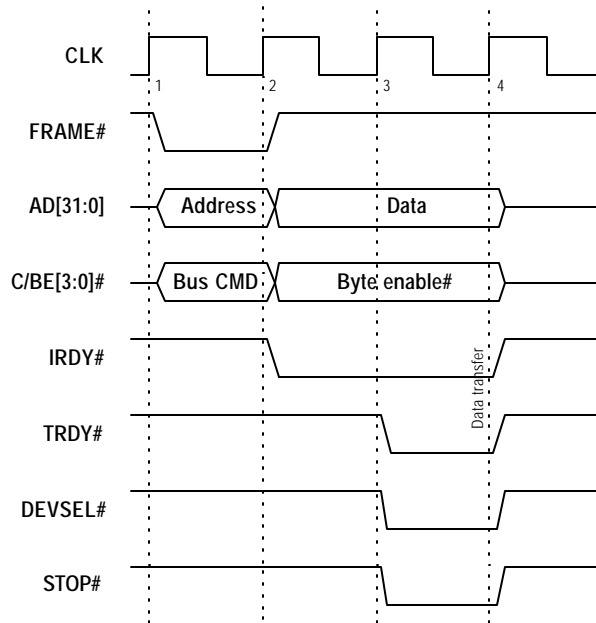 CLK
1
2
3
4
FRAME#
AD[31:0]
Address
Data
C/BE[3:0]#
Bus CMD
Byte enable#
IRDY#
Data transfer
TRDY#
DEVSEL#
STOP#